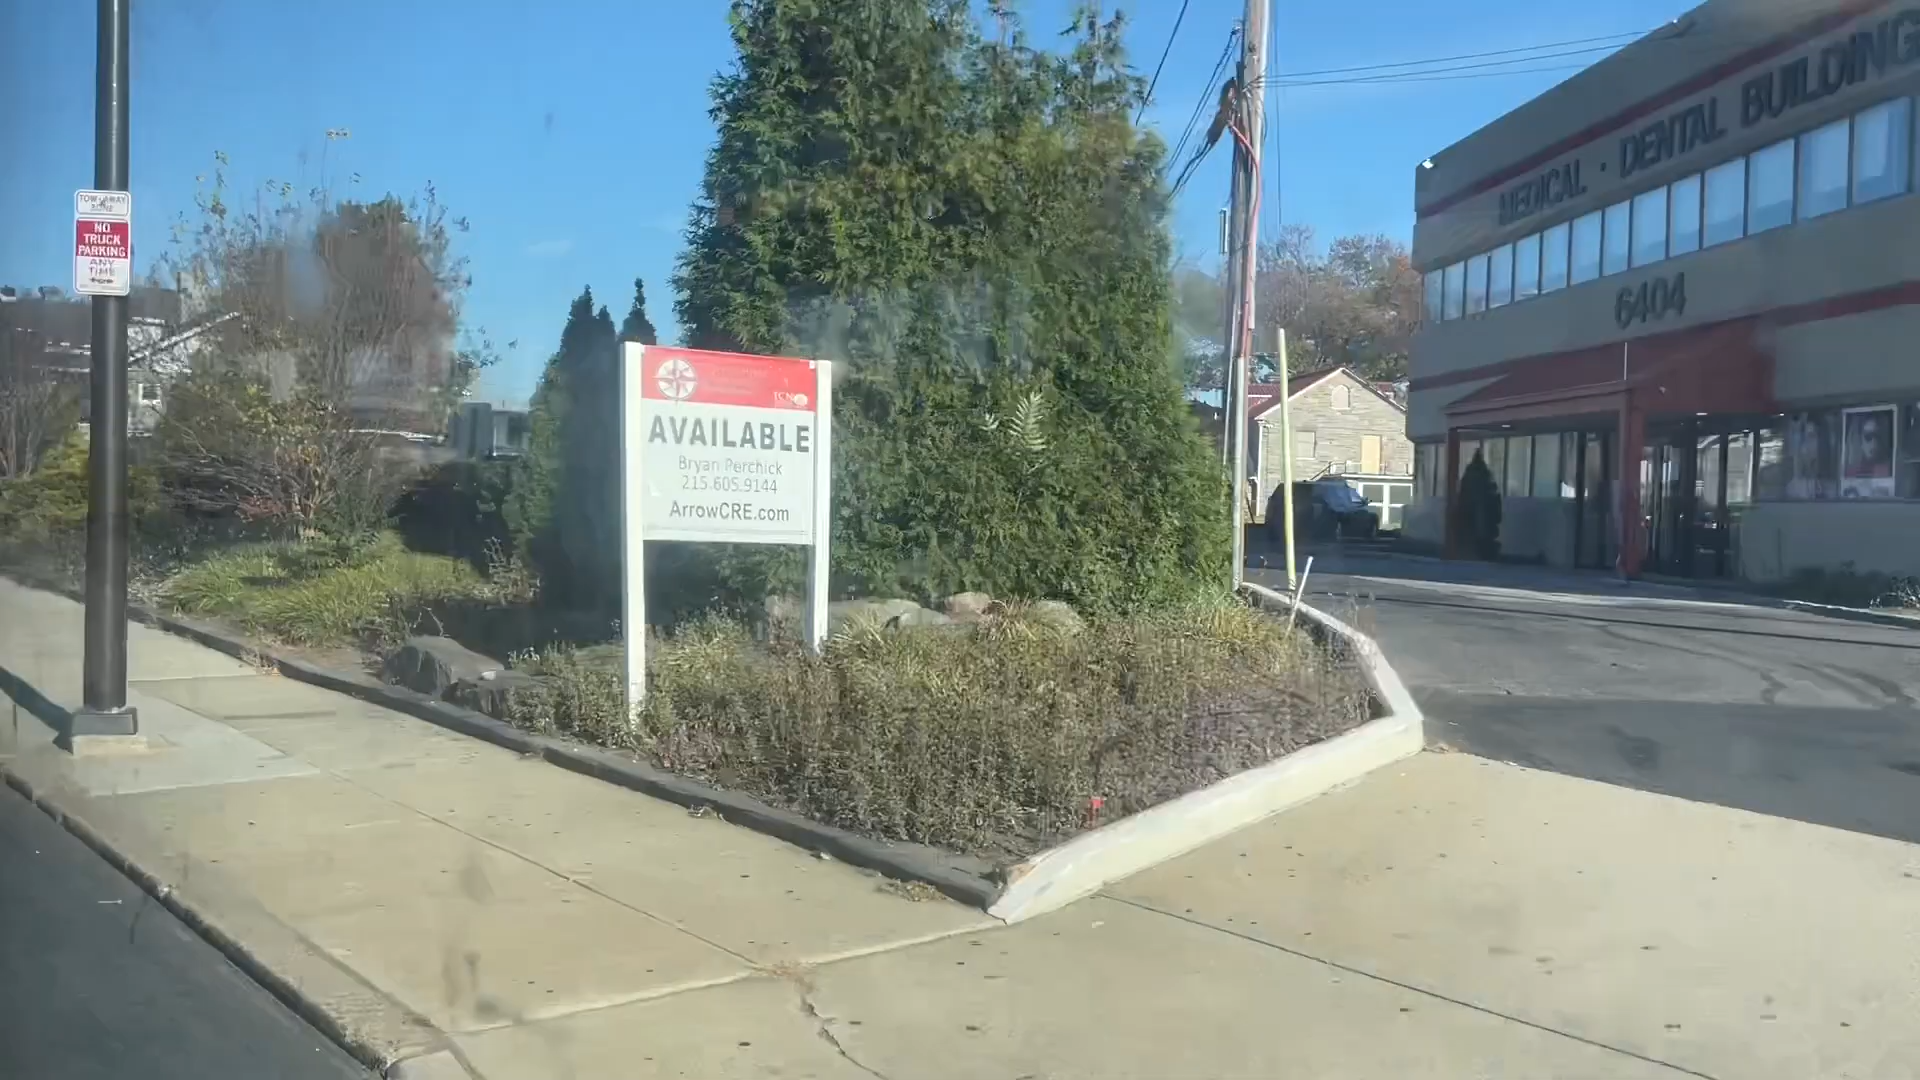 TOW-AWAY
ZONE
NO
TRUCK
PARKING
ANY
TIME
TCN
AVAILABLE
Bryan Perchick
215.605.9144
ArrowCRE.com
MEDICAL · DENTAL BUILDING
6404